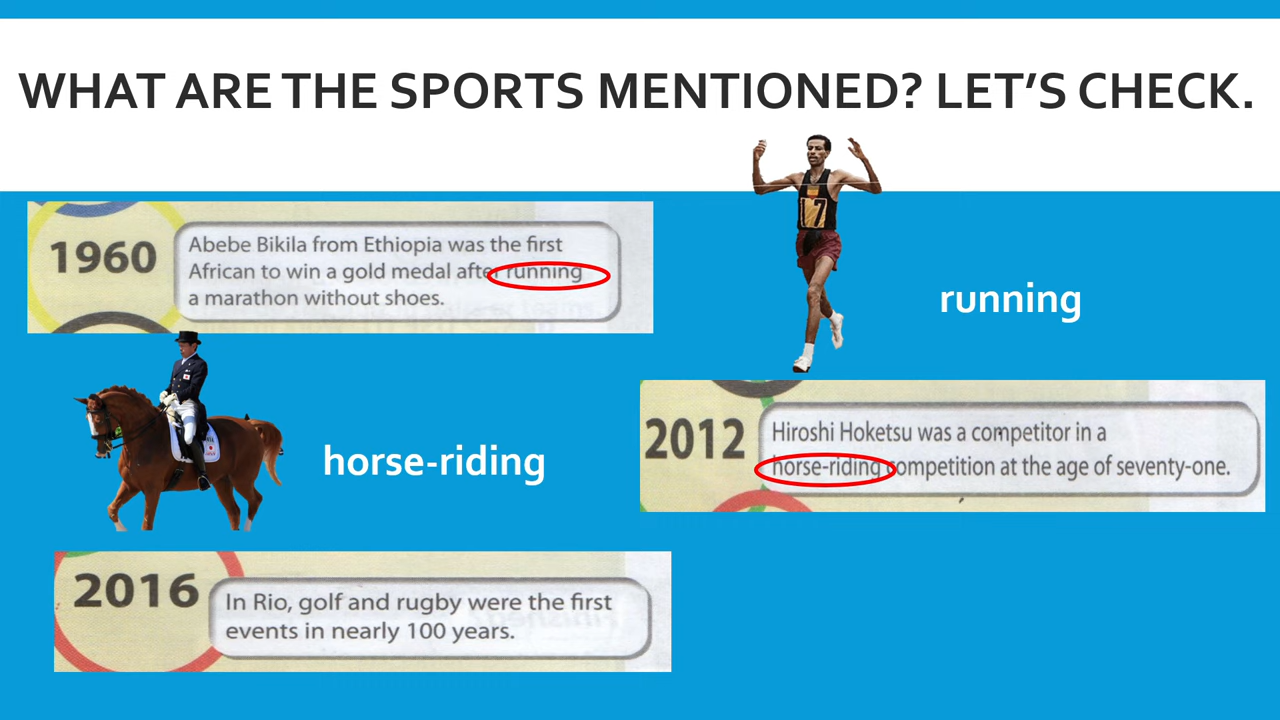 WHAT ARE THE SPORTS MENTIONED? LET'S CHECK.
1960
Abebe Bikila from Ethiopia was the first
African to win a gold medal after running
a marathon without shoes.
17
running
horse-riding
2012
Hiroshi Hoketsu was a competitor in a
horse-riding competition at the age of seventy-one.
2016
In Rio, golf and rugby were the first
events in nearly 100 years.